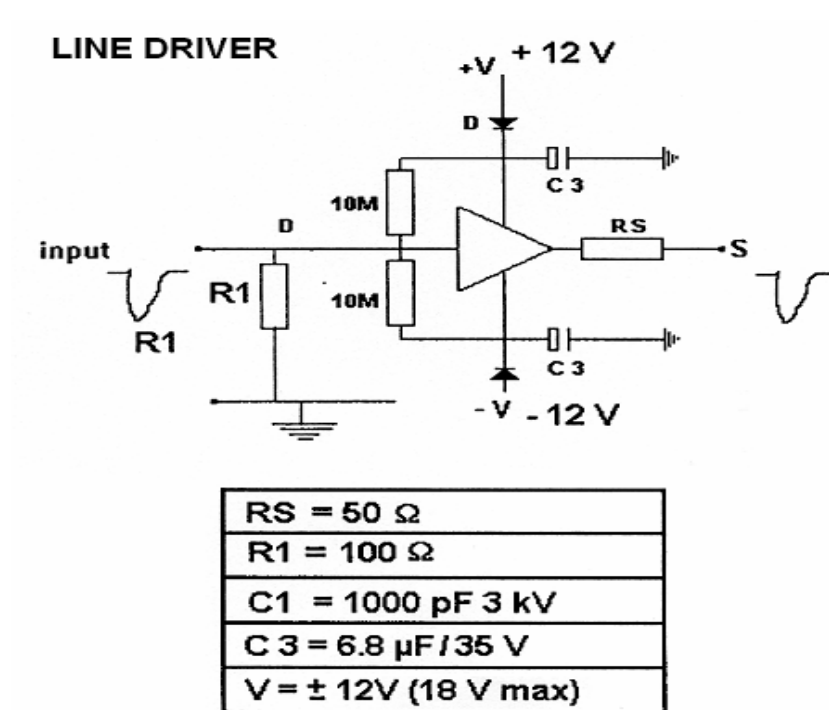 LINE DRIVER
+V + 12 V
D
C 3
10M
D
RS
input
S
R1
10M
R1
C 3
- V - 12 V
RS = 50 Ω
R1 = 100 Ω
C1 = 1000 pF 3 kV
C 3 = 6.8 µF/35 V
V = ± 12V (18 V max)